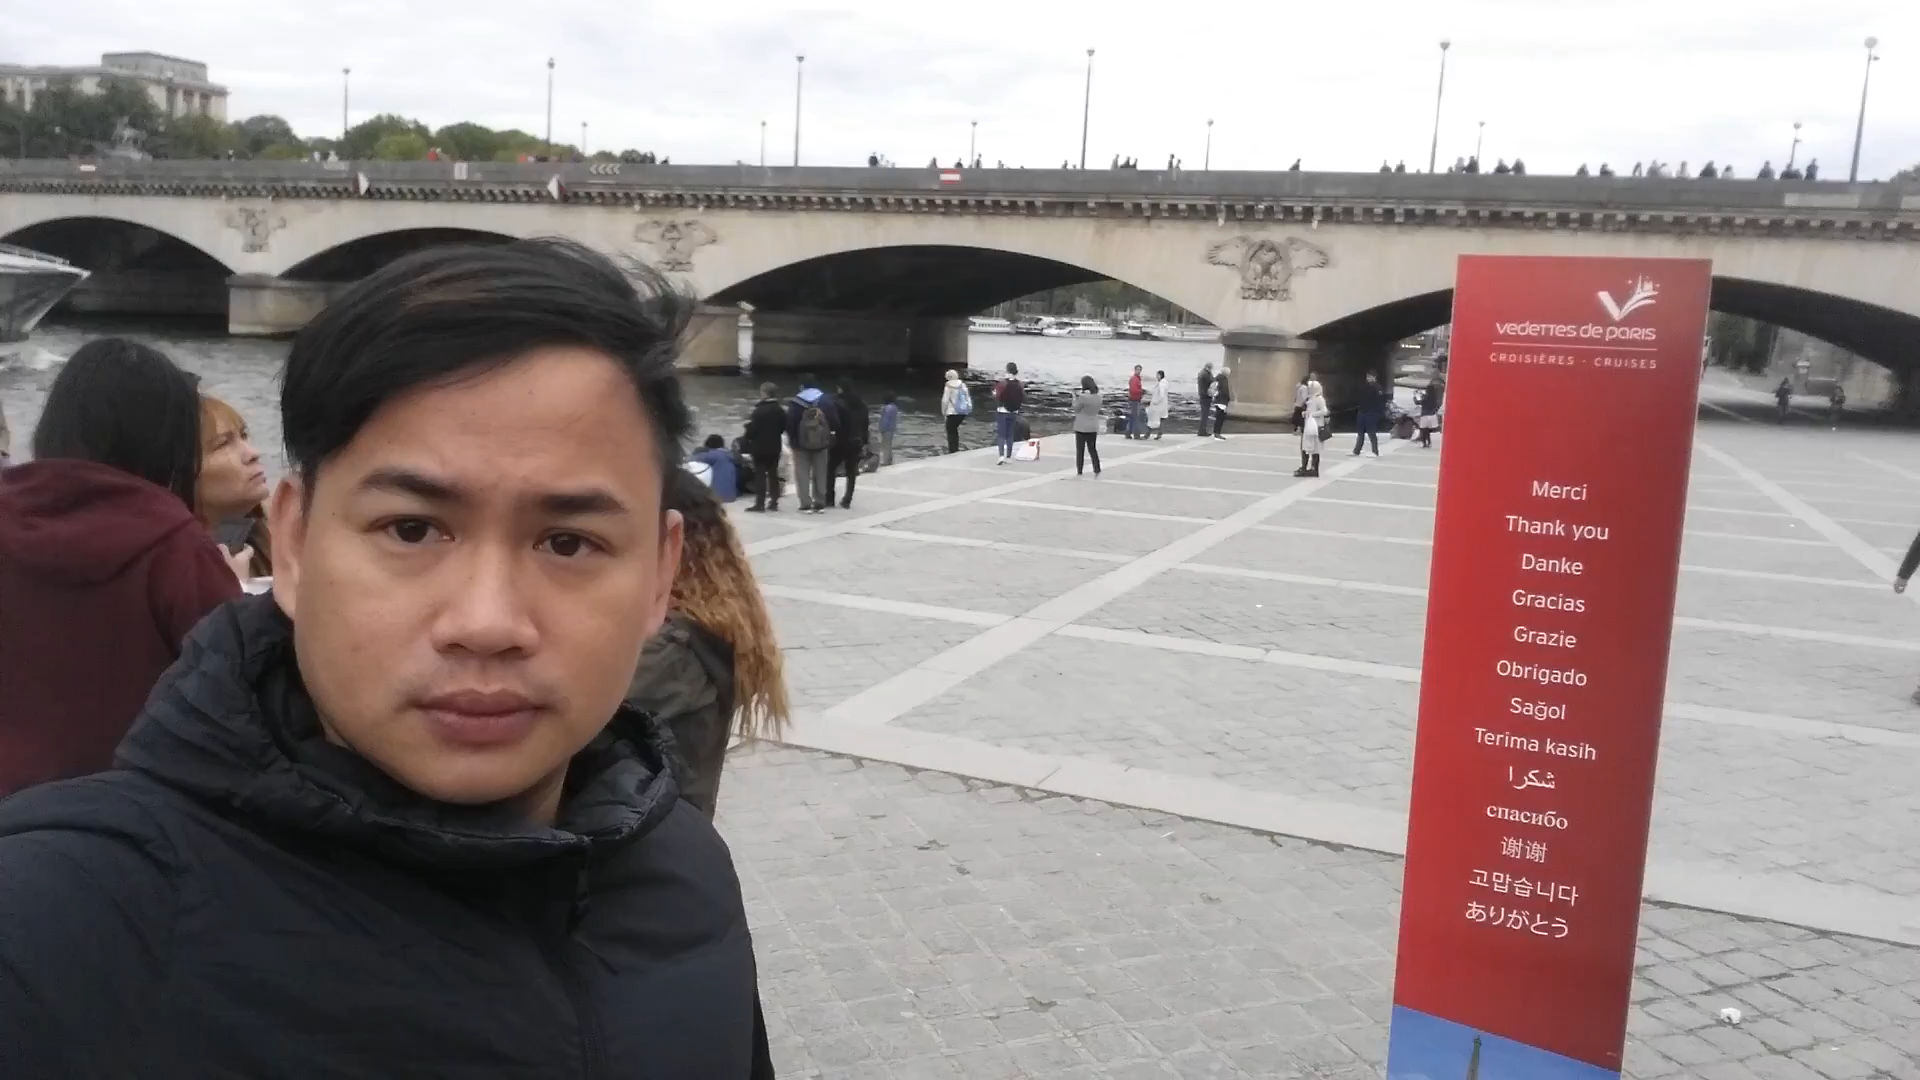 vedettes de paris
CROISIÈRES - CRUISES
Merci
Thank you
Danke
Gracias
Grazie
Obrigado
Sağol
Terima kasih
شكرا
спасибо
谢谢
고맙습니다
ありがとう